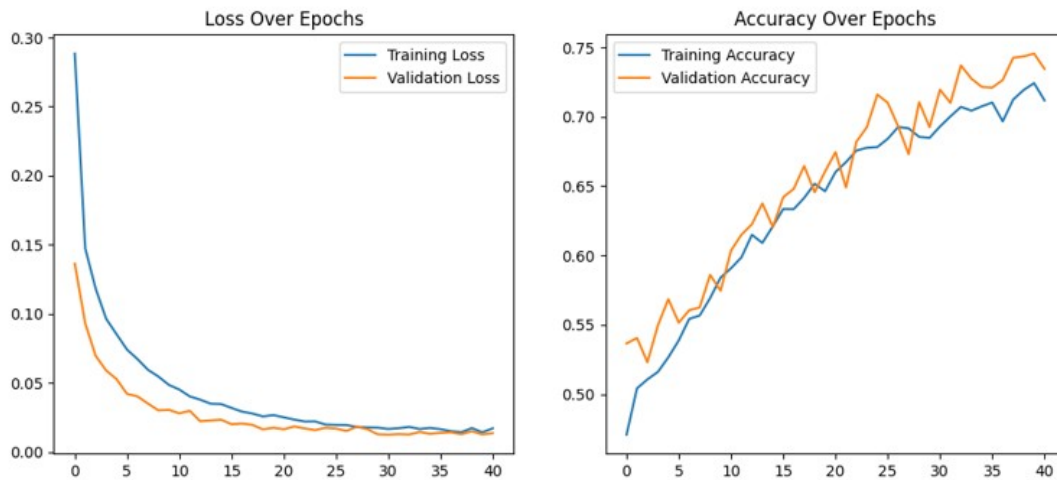 Loss Over Epochs
0.30
0.25
0.20
0.15
0.10
0.05
0.00
Training Loss
Validation Loss
0 5 10 15 20 25 30 35 40
Accuracy Over Epochs
0.75
0.70
0.65
0.60
0.55
0.50
Training Accuracy
Validation Accuracy
0 5 10 15 20 25 30 35 40